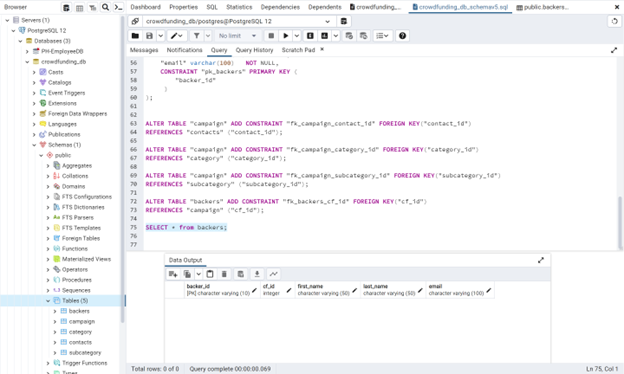 Browser
Dashboard Properties SQL Statistics Dependencies Dependents crowdfunding_... crowdfunding_db_schemav5.sql* public.backers...
Servers (1)
PostgreSQL 12
Databases (3)
PH-EmployeeDB
crowdfunding_db
Casts
Catalogs
Event Triggers
Extensions
Foreign Data Wrappers
Languages
Publications
Schemas (1)
public
Aggregates
Collations
Domains
FTS Configurations
FTS Dictionaries
FTS Parsers
FTS Templates
Foreign Tables
Functions
Materialized Views
Operators
Procedures
Sequences
Tables (5)
backers
campaign
category
contacts
subcategory
Trigger Functions
Types
crowdfunding_db/postgres@PostgreSQL 12
No limit
Messages Notifications Query Query History Scratch Pad
56 "email" varchar(100) NOT NULL,
57 CONSTRAINT "pk_backers" PRIMARY KEY (
58 "backer_id"
59 )
60 );
61
62
63 ALTER TABLE "campaign" ADD CONSTRAINT "fk_campaign_contact_id" FOREIGN KEY("contact_id")
64 REFERENCES "contacts" ("contact_id");
65
66 ALTER TABLE "campaign" ADD CONSTRAINT "fk_campaign_category_id" FOREIGN KEY("category_id")
67 REFERENCES "category" ("category_id");
68
69 ALTER TABLE "campaign" ADD CONSTRAINT "fk_campaign_subcategory_id" FOREIGN KEY("subcategory_id")
70 REFERENCES "subcategory" ("subcategory_id");
71
72 ALTER TABLE "backers" ADD CONSTRAINT "fk_backers_cf_id" FOREIGN KEY("cf_id")
73 REFERENCES "campaign" ("cf_id");
74
75 SELECT * from backers;
76
77
Data Output
backer_id cf_id first_name last_name email
[PK] character varying (10) integer character varying (50) character varying (50) character varying (100)
Total rows: 0 of 0 Query complete 00:00:00.069 Ln 75, Col 1